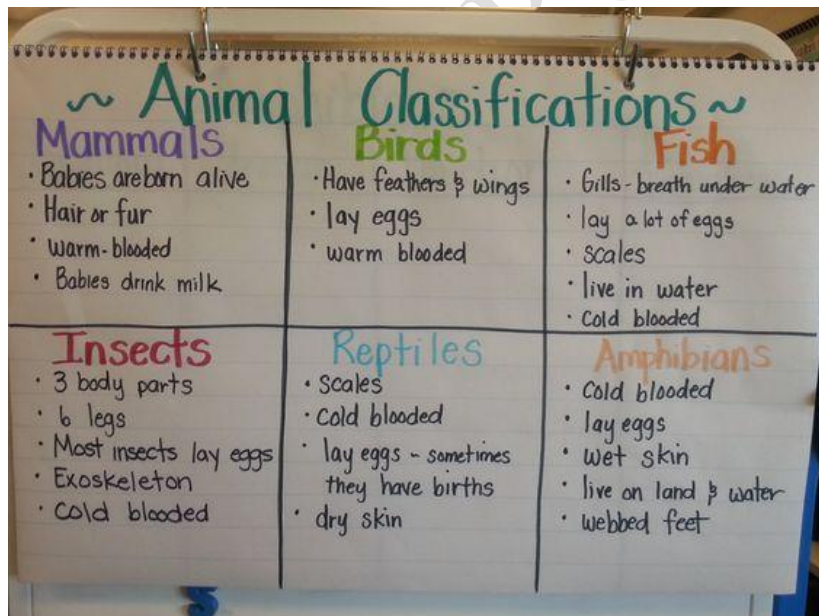 ~ Animal Classifications ~
Mammals
· Babies are born alive
· Hair or fur
· warm-blooded
· Babies drink milk
Birds
· Have feathers & wings
· lay eggs
· warm blooded
Fish
· Gills - breath under water
· lay a lot of eggs
· scales
· live in water
· Cold blooded
Insects
· 3 body parts
· 6 legs
· Most insects lay eggs
· Exoskeleton
· cold blooded
Reptiles
· scales
· cold blooded
· lay eggs - sometimes
they have births
· dry skin
Amphibians
· cold blooded
· lay eggs
· wet skin
· live on land & water
· webbed feet